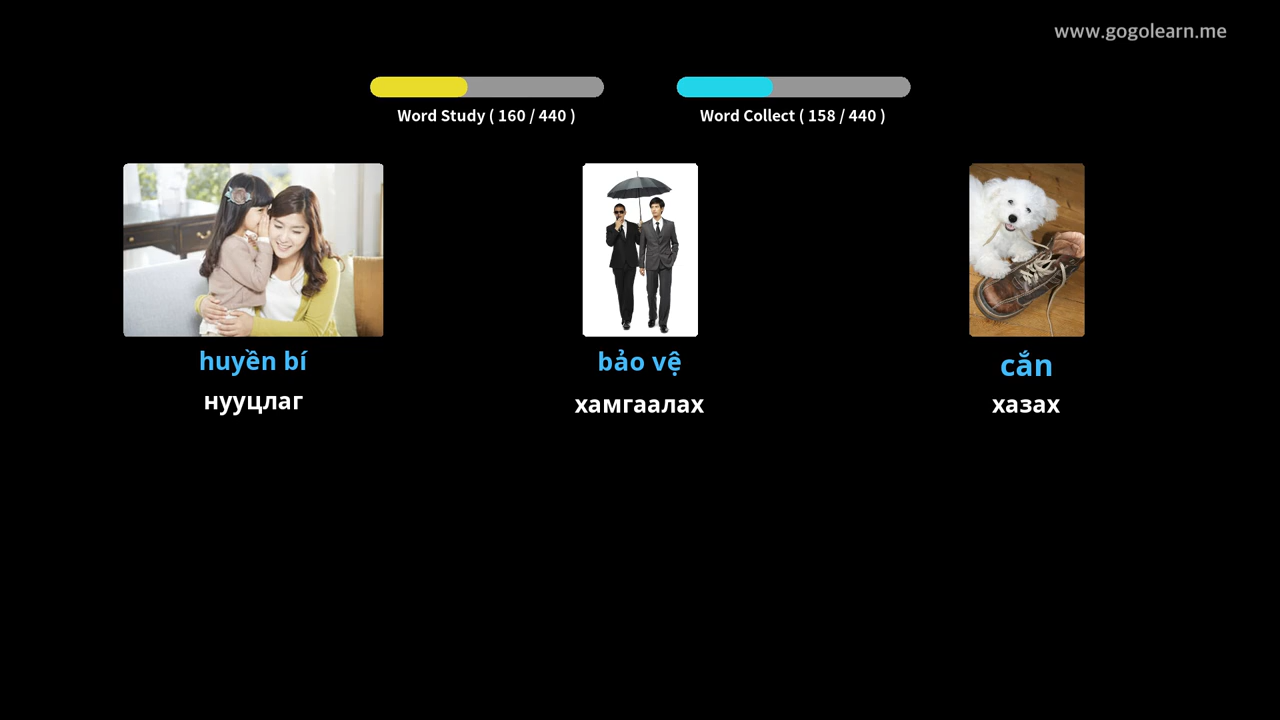 www.gogolearn.me
Word Study ( 160 / 440 )
Word Collect ( 158 / 440 )
huyền bí
нууцлаг
bảo vệ
хамгаалах
cắn
хазах